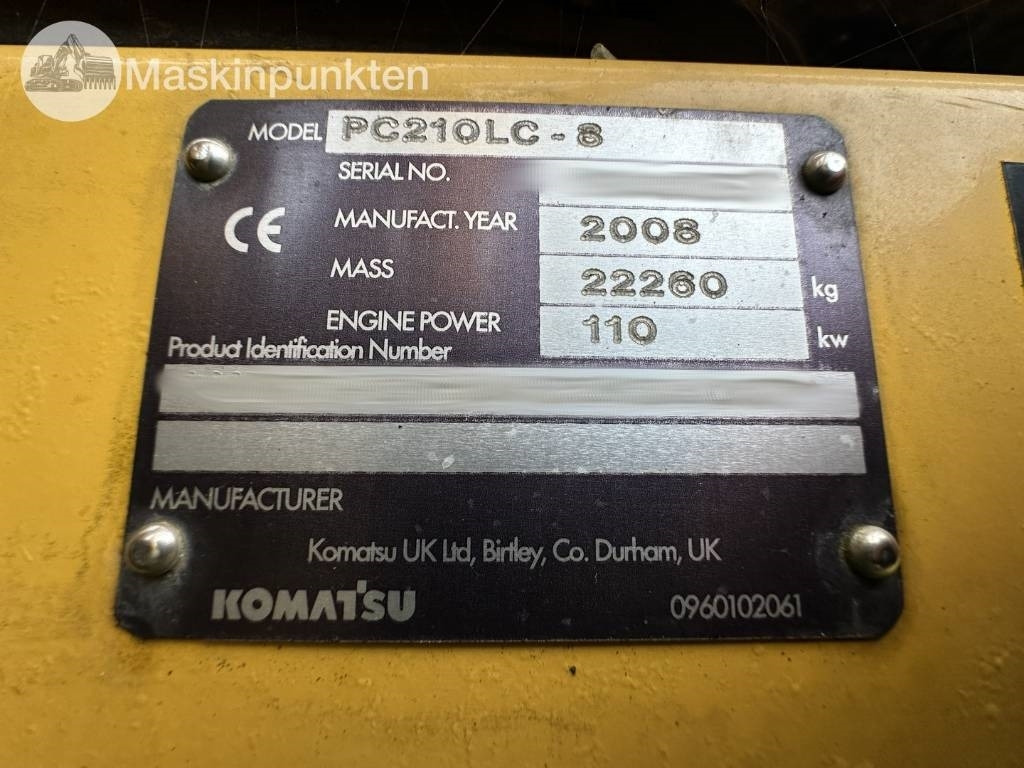 Maskinpunkten
MODEL PC210LC-8
SERIAL NO.
CE MANUFACT. YEAR 2008
MASS 22260 kg
ENGINE POWER 110 kw
Product Identification Number
MANUFACTURER
Komatsu UK Ltd, Birtley, Co. Durham, UK
KOMATSU 0960102061